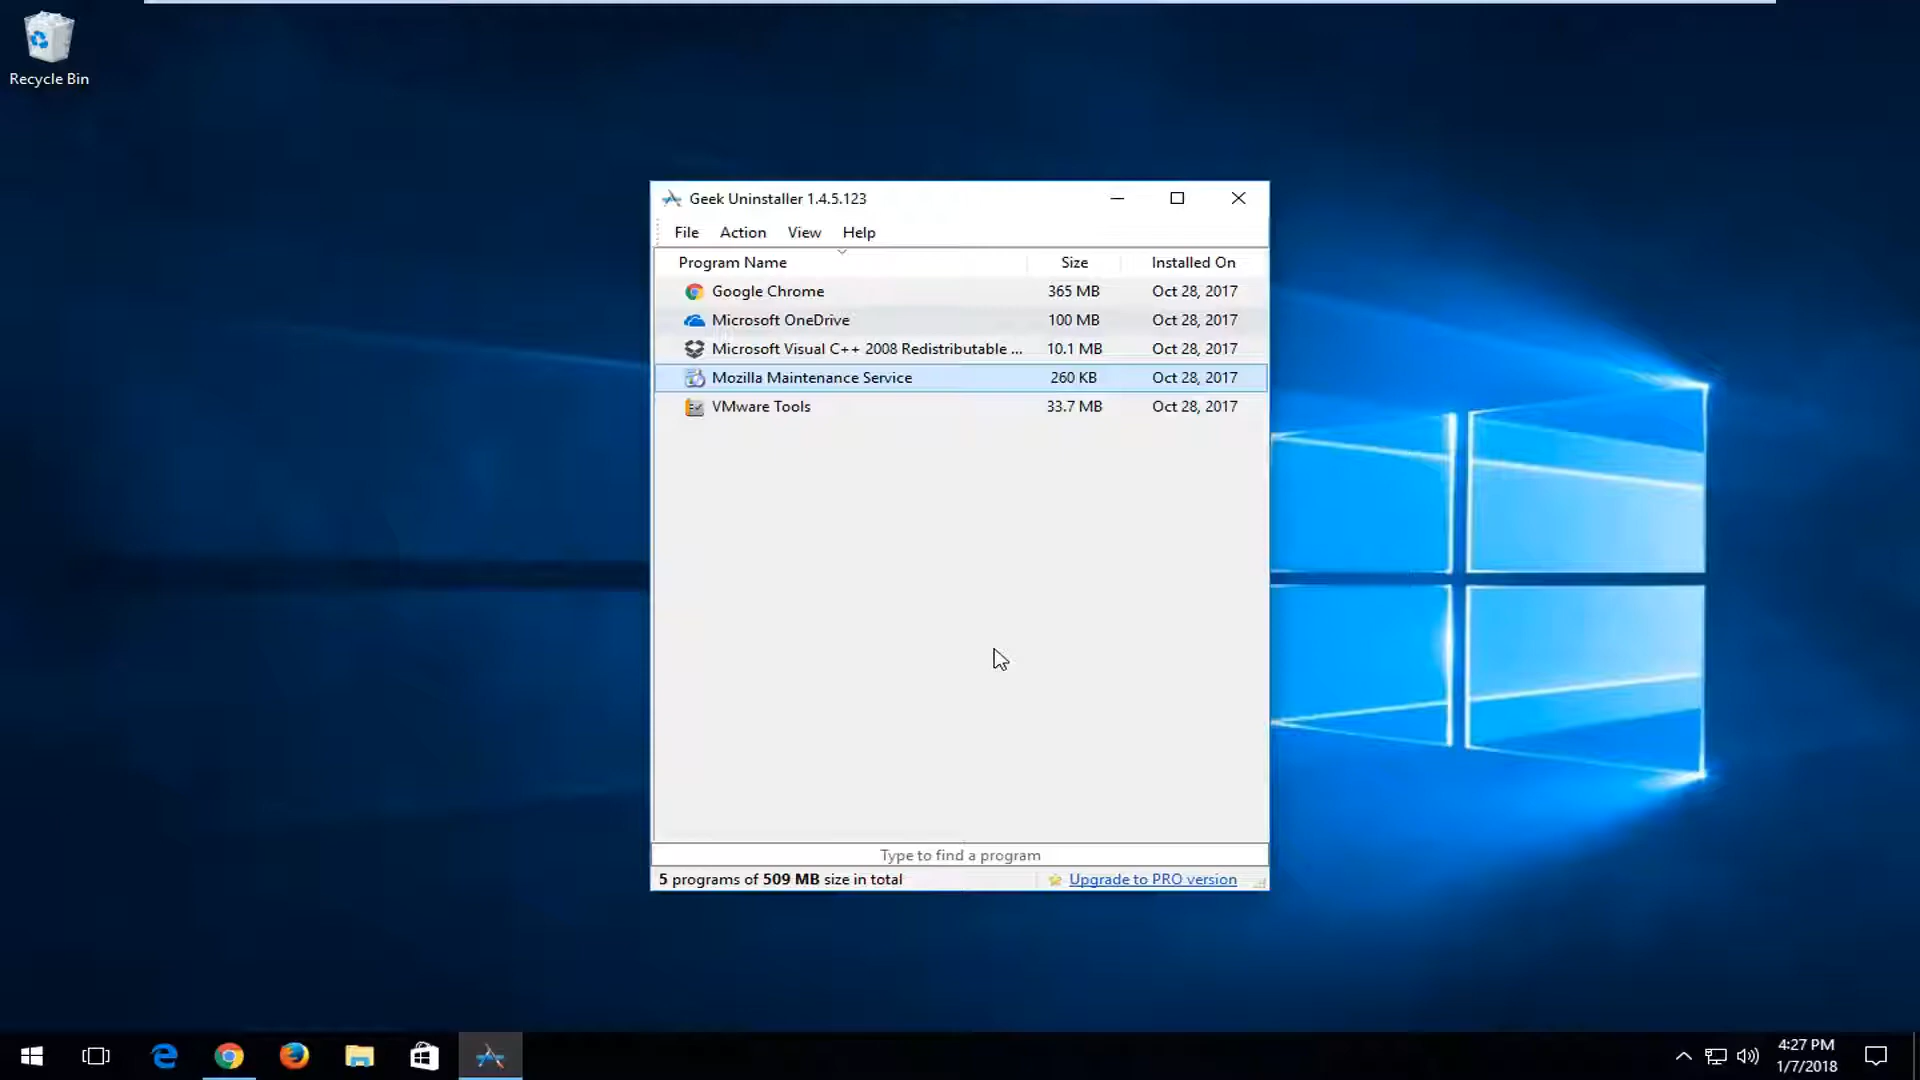 Recycle Bin
Geek Uninstaller 1.4.5.123
File Action View Help
Program Name Size Installed On
Google Chrome 365 MB Oct 28, 2017
Microsoft OneDrive 100 MB Oct 28, 2017
Microsoft Visual C++ 2008 Redistributable ... 10.1 MB Oct 28, 2017
Mozilla Maintenance Service 260 KB Oct 28, 2017
VMware Tools 33.7 MB Oct 28, 2017
Type to find a program
5 programs of 509 MB size in total Upgrade to PRO version
4:27 PM
1/7/2018